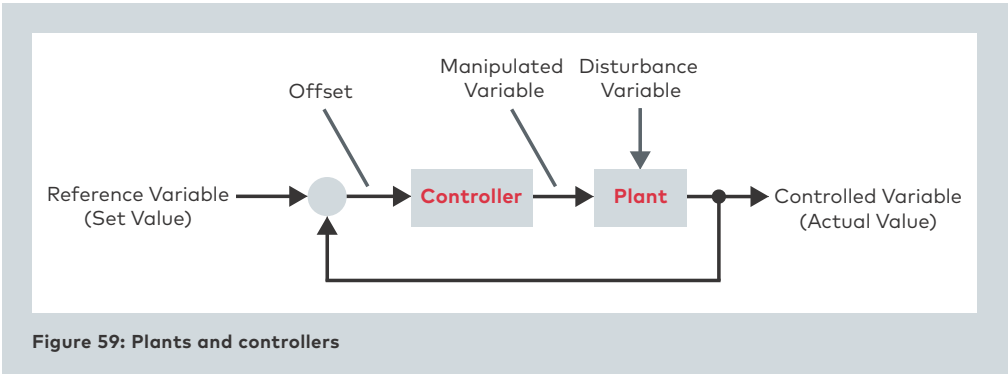 Manipulated
Variable
Disturbance
Variable
Offset
Reference Variable
(Set Value)
Controller
Plant
Controlled Variable
(Actual Value)
Figure 59: Plants and controllers